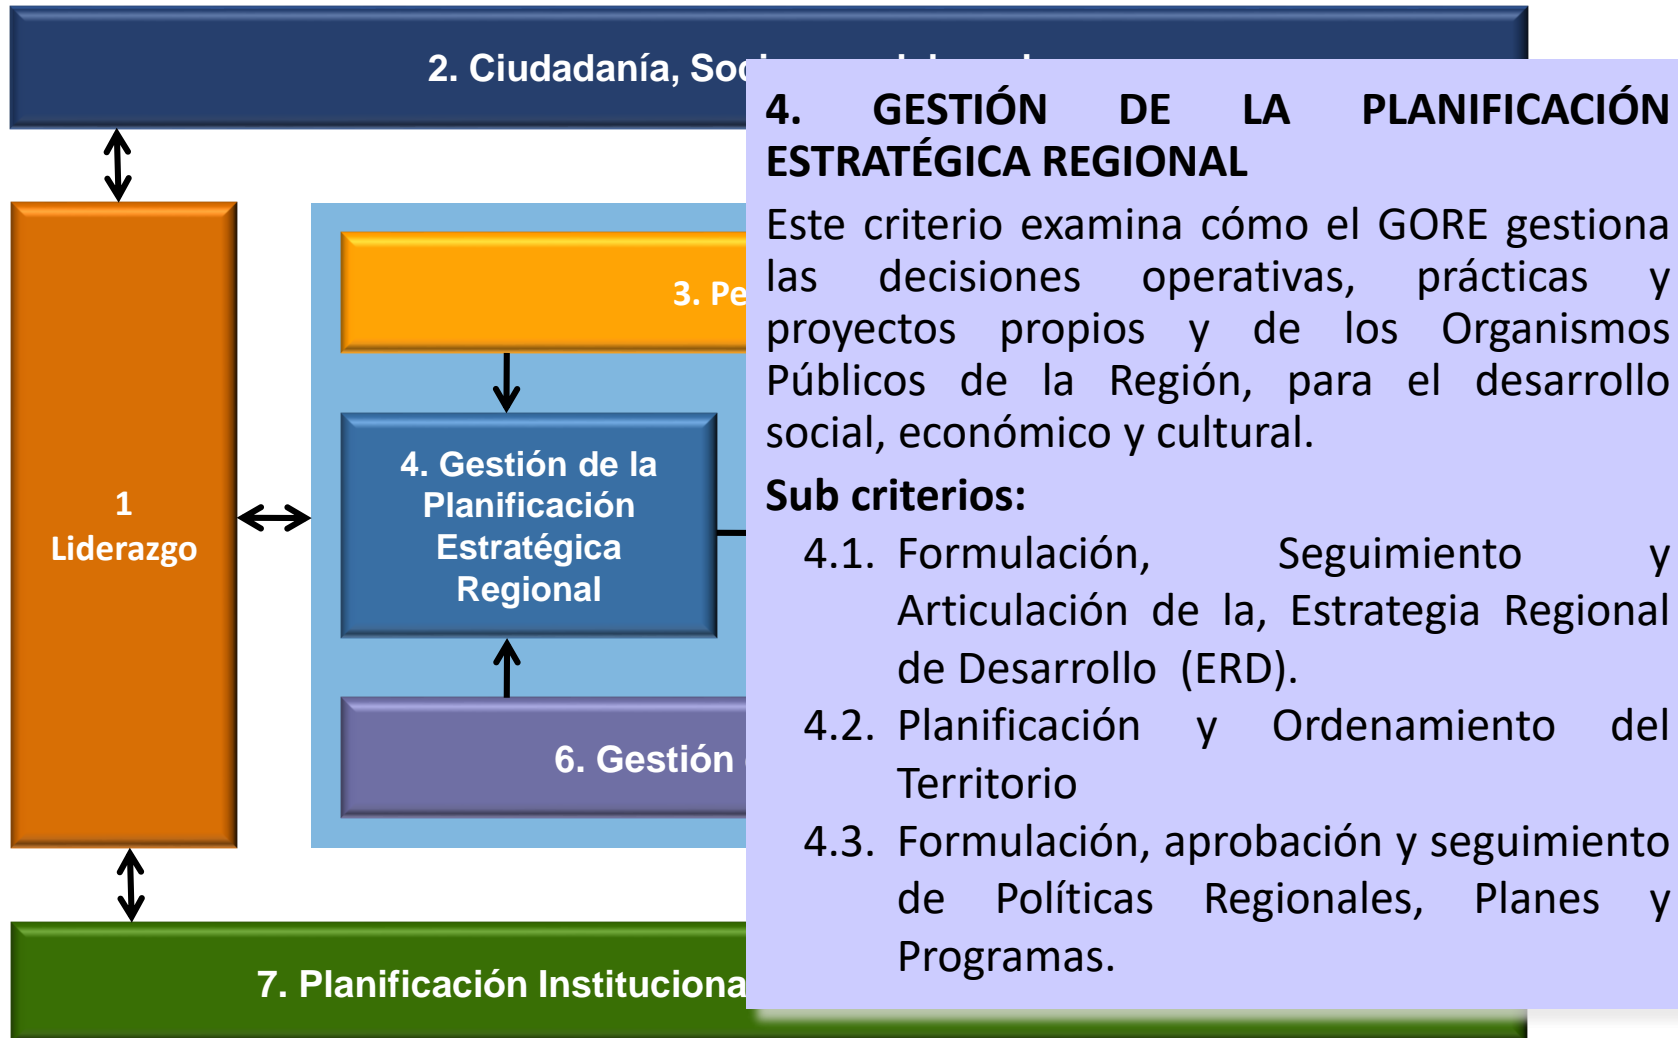 2. Ciudadanía,
4. GESTIÓN DE LA PLANIFICACIÓN
ESTRATÉGICA REGIONAL
Este criterio examina cómo el GORE gestiona
las decisiones operativas, prácticas y
proyectos propios y de los Organismos
Públicos de la Región, para el desarrollo
social, económico y cultural.
Sub criterios:
4.1. Formulación, Seguimiento y
Articulación de la, Estrategia Regional
de Desarrollo (ERD).
4.2. Planificación y Ordenamiento del
Territorio
4.3. Formulación, aprobación y seguimiento
de Políticas Regionales, Planes y
Programas.
1
Liderazgo
3.
4. Gestión de la
Planificación
Estratégica
Regional
6. Gestión
7. Planificación